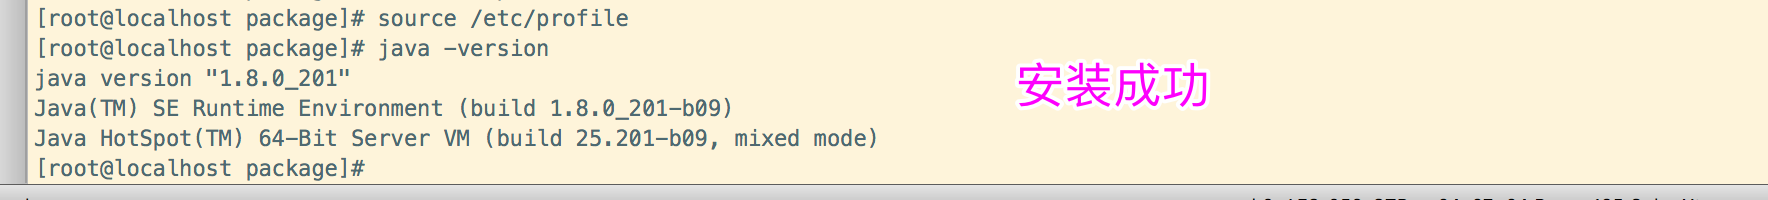 [root@localhost package]# source /etc/profile
[root@localhost package]# java -version
java version "1.8.0_201"
安装成功
Java(TM) SE Runtime Environment (build 1.8.0_201-b09)
Java HotSpot(TM) 64-Bit Server VM (build 25.201-b09, mixed mode)
[root@localhost package]#